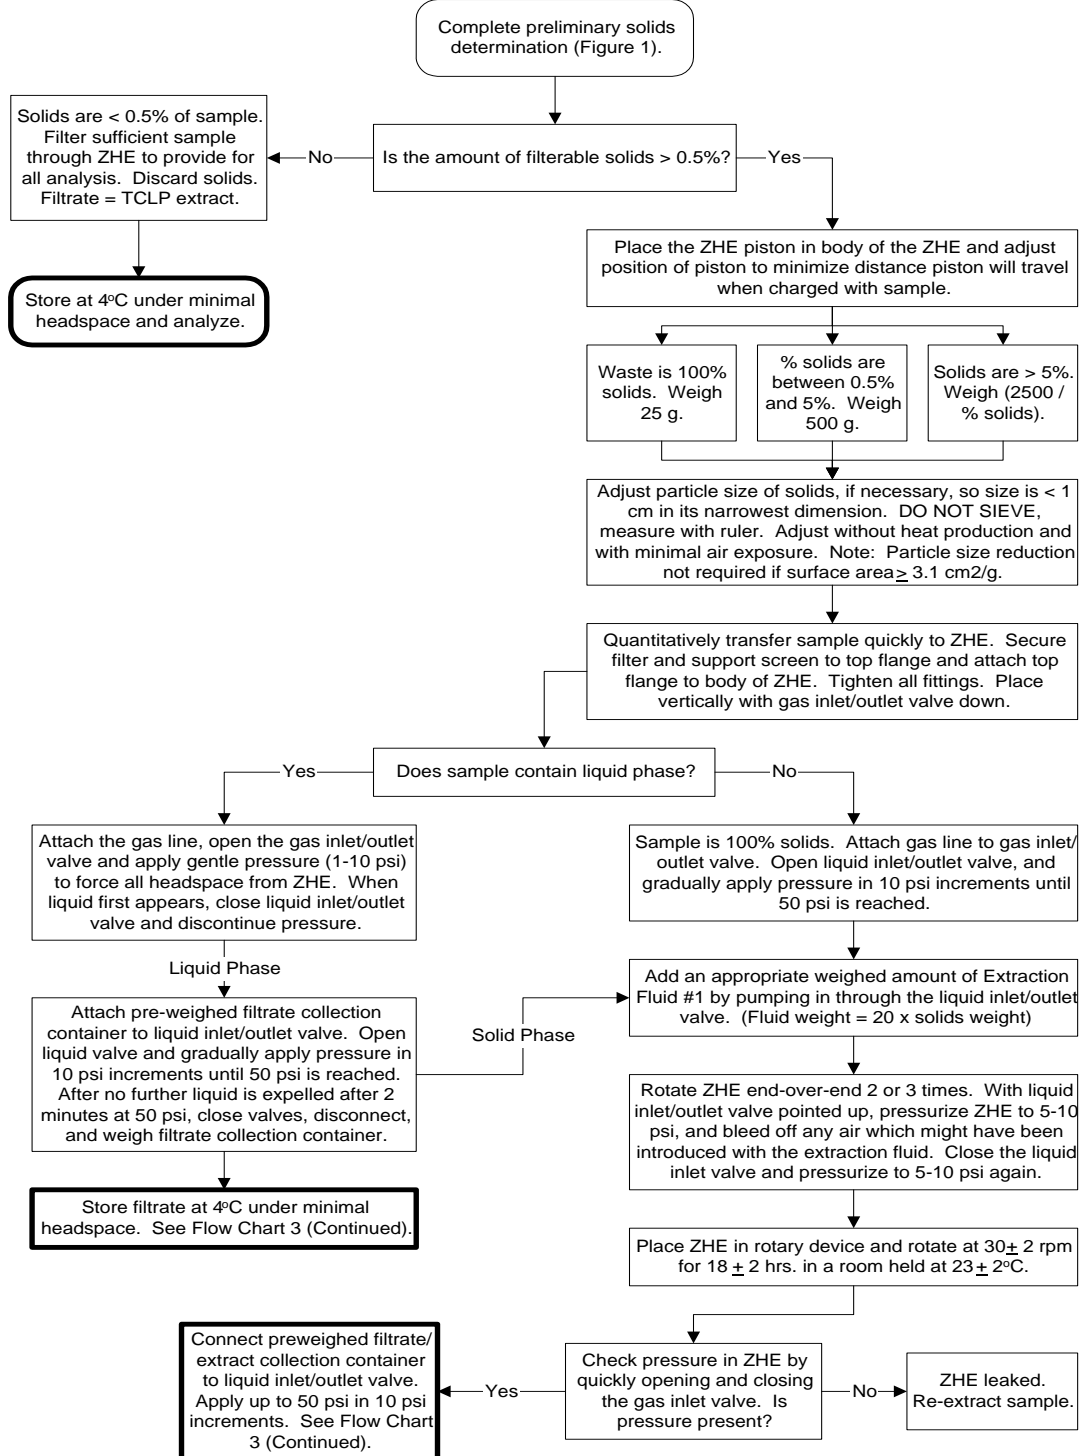 Complete preliminary solids
determination (Figure 1).
Solids are < 0.5% of sample.
Filter sufficient sample
through ZHE to provide for
all analysis.  Discard solids.
Filtrate = TCLP extract.
No
Is the amount of filterable solids > 0.5%?
Yes
Store at 4ºC under minimal
headspace and analyze.
Place the ZHE piston in body of the ZHE and adjust
position of piston to minimize distance piston will travel
when charged with sample.
Waste is 100%
solids.  Weigh
25 g.
% solids are
between 0.5%
and 5%.  Weigh
500 g.
Solids are > 5%.
Weigh (2500 /
% solids).
Adjust particle size of solids, if necessary, so size is < 1
cm in its narrowest dimension.  DO NOT SIEVE,
measure with ruler.  Adjust without heat production and
with minimal air exposure.  Note:  Particle size reduction
not required if surface area ≥ 3.1 cm2/g.
Quantitatively transfer sample quickly to ZHE.  Secure
filter and support screen to top flange and attach top
flange to body of ZHE.  Tighten all fittings.  Place
vertically with gas inlet/outlet valve down.
Yes
Does sample contain liquid phase?
No
Attach the gas line, open the gas inlet/outlet
valve and apply gentle pressure (1-10 psi)
to force all headspace from ZHE.  When
liquid first appears, close liquid inlet/outlet
valve and discontinue pressure.
Liquid Phase
Attach pre-weighed filtrate collection
container to liquid inlet/outlet valve.  Open
liquid valve and gradually apply pressure in
10 psi increments until 50 psi is reached.
After no further liquid is expelled after 2
minutes at 50 psi, close valves, disconnect,
and weigh filtrate collection container.
Solid Phase
Store filtrate at 4ºC under minimal
headspace.  See Flow Chart 3 (Continued).
Sample is 100% solids.  Attach gas line to gas inlet/
outlet valve.  Open liquid inlet/outlet valve, and
gradually apply pressure in 10 psi increments until
50 psi is reached.
Add an appropriate weighed amount of Extraction
Fluid #1 by pumping in through the liquid inlet/outlet
valve.  (Fluid weight = 20 x solids weight)
Rotate ZHE end-over-end 2 or 3 times.  With liquid
inlet/outlet valve pointed up, pressurize ZHE to 5-10
psi, and bleed off any air which might have been
introduced with the extraction fluid.  Close the liquid
inlet valve and pressurize to 5-10 psi again.
Place ZHE in rotary device and rotate at 30 ± 2 rpm
for 18 ± 2 hrs. in a room held at 23 ± 2ºC.
Check pressure in ZHE by
quickly opening and closing
the gas inlet valve.  Is
pressure present?
Yes
No
Connect preweighed filtrate/
extract collection container
to liquid inlet/outlet valve.
Apply up to 50 psi in 10 psi
increments.  See Flow Chart
3 (Continued).
ZHE leaked.
Re-extract sample.